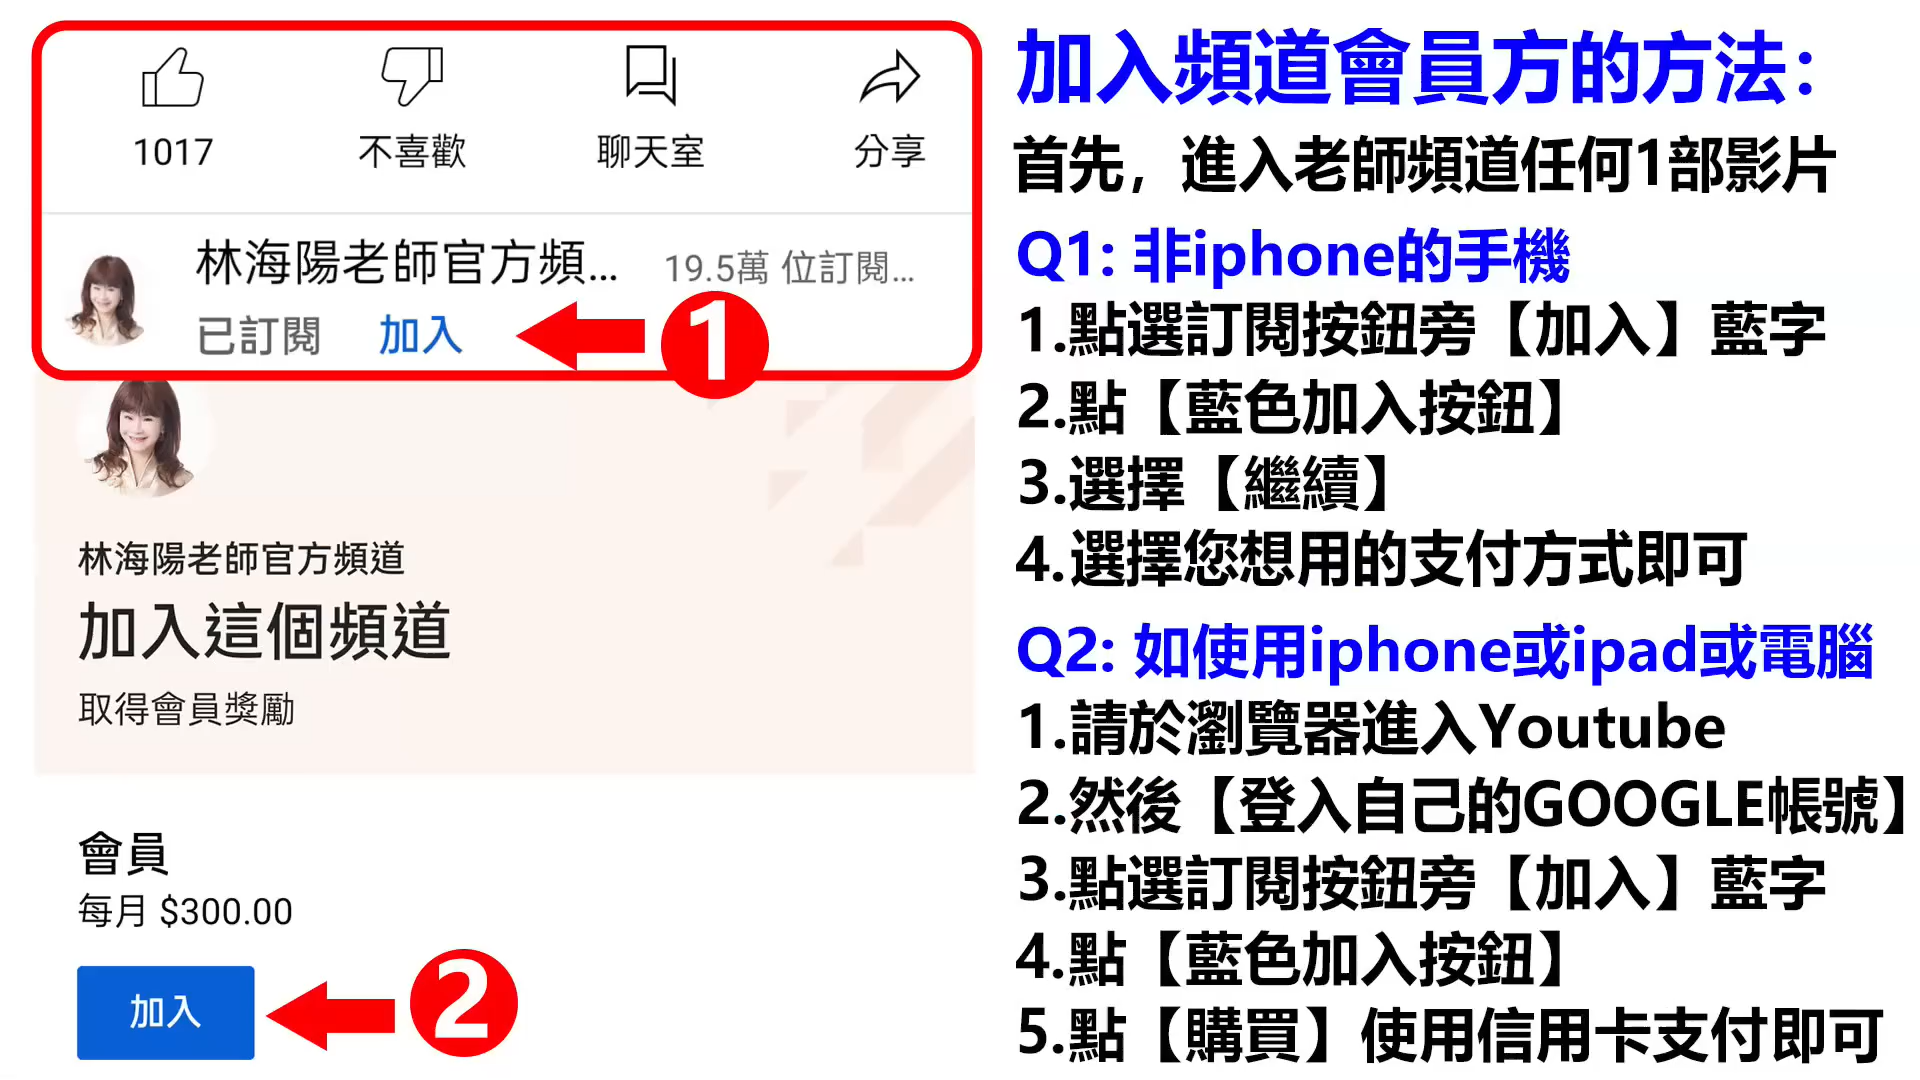 1017
不喜歡
聊天室
分享
林海陽老師官方頻...
19.5萬 位訂閱...
已訂閱
加入
1
林海陽老師官方頻道
加入這個頻道
取得會員獎勵
會員
每月 $300.00
加入
2
加入頻道會員方的方法：
首先，進入老師頻道任何1部影片
Q1: 非iphone的手機
1.點選訂閱按鈕旁【加入】藍字
2.點【藍色加入按鈕】
3.選擇【繼續】
4.選擇您想用的支付方式即可
Q2: 如使用iphone或ipad或電腦
1.請於瀏覽器進入Youtube
2.然後【登入自己的GOOGLE帳號】
3.點選訂閱按鈕旁【加入】藍字
4.點【藍色加入按鈕】
5.點【購買】使用信用卡支付即可